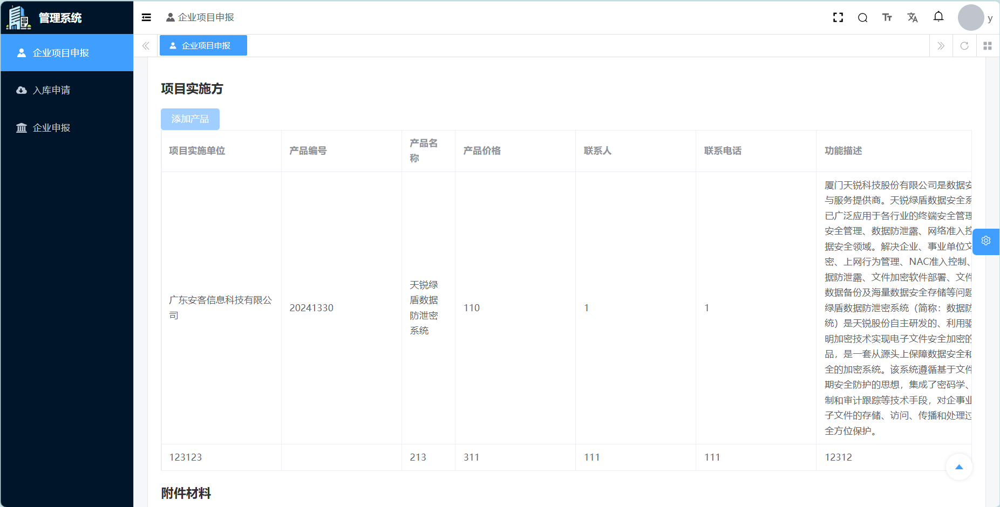 管理系统
企业项目申报
y
企业项目申报
企业项目申报
入库申请
企业申报
项目实施方
添加产品
项目实施单位
产品编号
产品名
称
产品价格
联系人
联系电话
功能描述
广东安客信息科技有限公
司
20241330
天锐绿
盾数据
防泄密
系统
110
1
1
厦门天锐科技股份有限公司是数据安
与服务提供商。天锐绿盾数据安全系
已广泛应用于各行业的终端安全管理
安全管理、数据防泄露、网络准入控
据安全领域。解决企业、事业单位文
密、上网行为管理、NAC准入控制、
据防泄露、文件加密软件部署、文件
数据备份及海量数据安全存储等问题
绿盾数据防泄密系统（简称：数据防
统）是天锐股份自主研发的、利用驱
明加密技术实现电子文件安全加密的
品，是一套从源头上保障数据安全和
全的加密系统。该系统遵循基于文件
期安全防护的思想，集成了密码学、
制和审计跟踪等技术手段，对企事业
子文件的存储、访问、传播和处理过
全方位保护。
123123
213
311
111
111
12312
附件材料